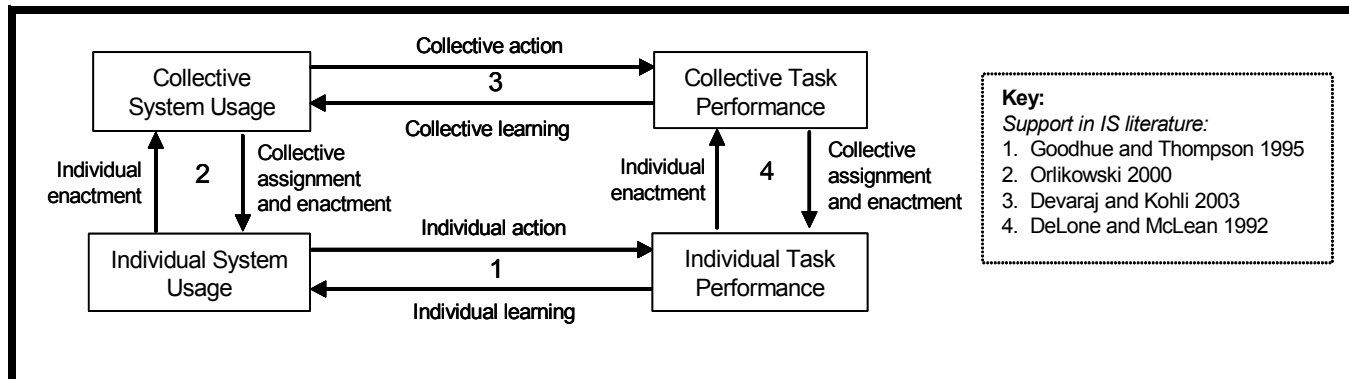 Collective action
Collective
System Usage
3
Collective Task
Performance
Collective learning
Individual
enactment
2
Collective
assignment
and enactment
Individual
enactment
4
Collective
assignment
and enactment
Individual action
Individual System
Usage
1
Individual Task
Performance
Individual learning
Key:
Support in IS literature:
1. Goodhue and Thompson 1995
2. Orlikowski 2000
3. Devaraj and Kohli 2003
4. DeLone and McLean 1992